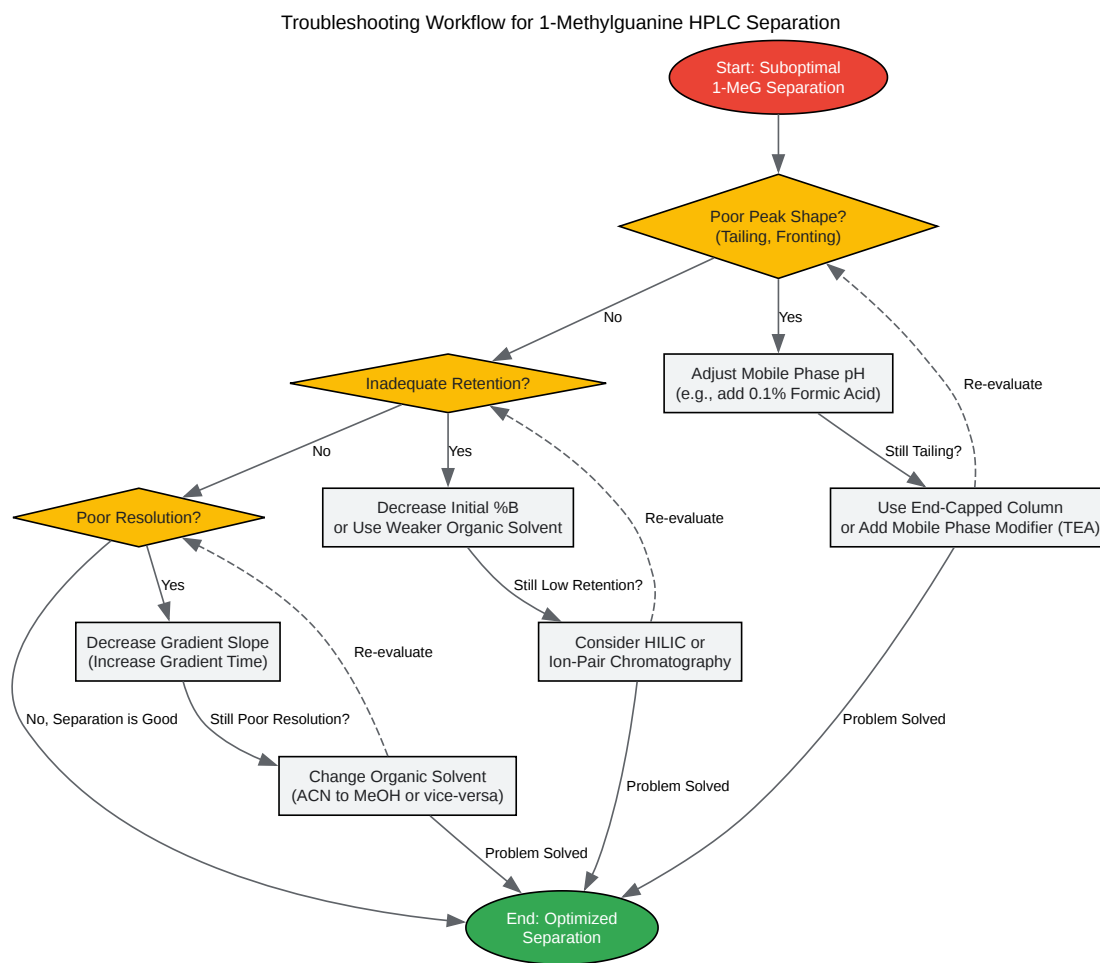 Troubleshooting Workflow for 1-Methylguanine HPLC Separation
Start: Suboptimal
1-MeG Separation
Poor Peak Shape?
(Tailing, Fronting)
No
Yes
Inadequate Retention?
Adjust Mobile Phase pH
(e.g., add 0.1% Formic Acid)
Re-evaluate
No
Yes
Still Tailing?
Poor Resolution?
Decrease Initial %B
or Use Weaker Organic Solvent
Re-evaluate
Use End-Capped Column
or Add Mobile Phase Modifier (TEA)
Yes
Still Low Retention?
Decrease Gradient Slope
(Increase Gradient Time)
Re-evaluate
Consider HILIC or
Ion-Pair Chromatography
No, Separation is Good
Still Poor Resolution?
Problem Solved
Change Organic Solvent
(ACN to MeOH or vice-versa)
Problem Solved
Problem Solved
End: Optimized
Separation